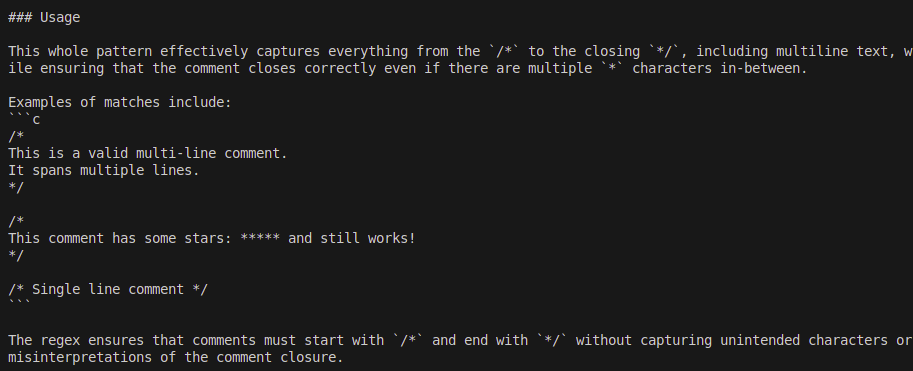 ### Usage
This whole pattern effectively captures everything from the `/*` to the closing `*/`, including multiline text, w
ile ensuring that the comment closes correctly even if there are multiple `*` characters in-between.
Examples of matches include:
```c
/*
This is a valid multi-line comment.
It spans multiple lines.
*/
/*
This comment has some stars: ***** and still works!
*/
/* Single line comment */
```
The regex ensures that comments must start with `/*` and end with `*/` without capturing unintended characters or
misinterpretations of the comment closure.